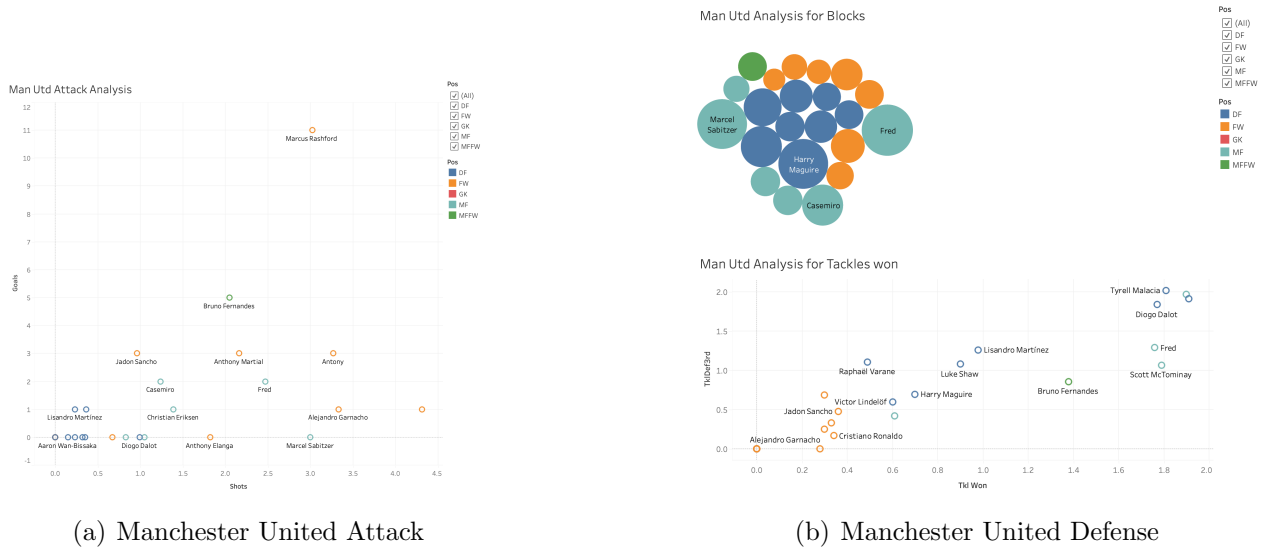 Man Utd Attack Analysis
12
11
10
9
8
7
6
5
4
3
2
1
0
-1
Goals
Marcus Rashford
Bruno Fernandes
Jadon Sancho
Anthony Martial
Antony
Casemiro
Fred
Lisandro Martínez
Christian Eriksen
Alejandro Garnacho
Aaron Wan-Bissaka
Diogo Dalot
Anthony Elanga
Marcel Sabitzer
0.0 0.5 1.0 1.5 2.0 2.5 3.0 3.5 4.0 4.5
Shots
Pos
(All)
DF
FW
GK
MF
MFFW
Pos
DF
FW
GK
MF
MFFW
(a) Manchester United Attack
Man Utd Analysis for Blocks
Marcel
Sabitzer
Fred
Harry
Maguire
Casemiro
Pos
(All)
DF
FW
GK
MF
MFFW
Pos
DF
FW
GK
MF
MFFW
Man Utd Analysis for Tackles won
2.0
1.5
1.0
0.5
0.0
TklDef3rd
Tyrell Malacia
Diogo Dalot
Fred
Lisandro Martínez
Raphaël Varane
Luke Shaw
Scott McTominay
Bruno Fernandes
Harry Maguire
Victor Lindelöf
Jadon Sancho
Alejandro Garnacho
Cristiano Ronaldo
0.0 0.2 0.4 0.6 0.8 1.0 1.2 1.4 1.6 1.8 2.0
Tkl Won
(b) Manchester United Defense